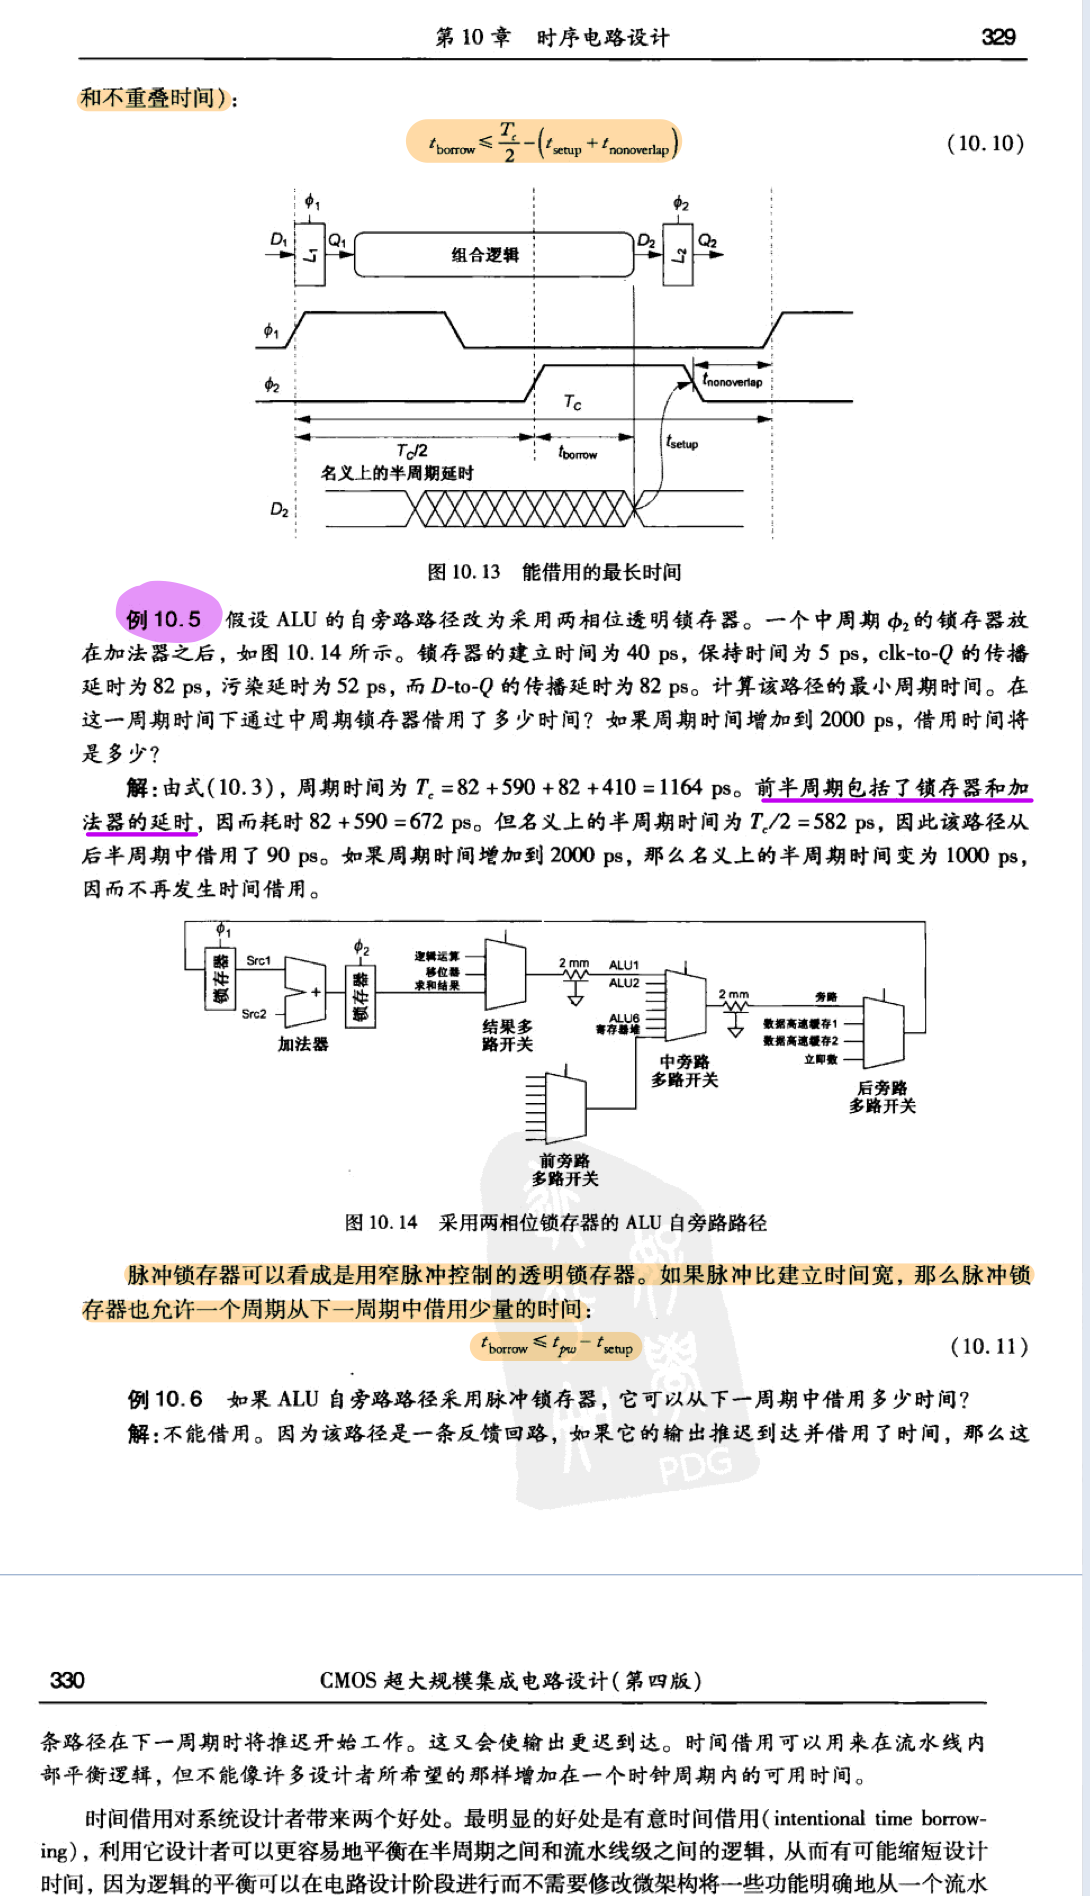 第 10 章　时序电路设计
329
和不重叠时间)：
t_borrow ≤ T_c/2 − (t_setup + t_nonoverlap)
(10.10)
ϕ1
ϕ2
D1
L1
Q1
组合逻辑
D2
L2
Q2
ϕ1
ϕ2
t_nonoverlap
T_c
T_c/2
t_borrow
t_setup
名义上的半周期延时
D2
图 10.13　能借用的最长时间
例 10.5　假设 ALU 的自旁路路径改为采用两相位透明锁存器。一个中周期 ϕ2 的锁存器放
在加法器之后，如图 10.14 所示。锁存器的建立时间为 40 ps，保持时间为 5 ps，clk-to-Q 的传播
延时为 82 ps，污染延时为 52 ps，而 D-to-Q 的传播延时为 82 ps。计算该路径的最小周期时间。在
这一周期时间下通过中周期锁存器借用了多少时间？如果周期时间增加到 2000 ps，借用时间将
是多少？
解：由式(10.3)，周期时间为 T_c = 82 + 590 + 82 + 410 = 1164 ps。前半周期包括了锁存器和加
法器的延时，因而耗时 82 + 590 = 672 ps。但名义上的半周期时间为 T_c/2 = 582 ps，因此该路径从
后半周期中借用了 90 ps。如果周期时间增加到 2000 ps，那么名义上的半周期时间变为 1000 ps，
因而不再发生时间借用。
ϕ1
锁存器
Src1
Src2
+
加法器
ϕ2
锁存器
逻辑运算
移位器
求和结果
结果多
路开关
2 mm
ALU1
ALU2
ALU6
寄存器堆
中旁路
多路开关
2 mm
旁路
数据高速缓存1
数据高速缓存2
立即数
后旁路
多路开关
前旁路
多路开关
图 10.14　采用两相位锁存器的 ALU 自旁路路径
脉冲锁存器可以看成是用窄脉冲控制的透明锁存器。如果脉冲比建立时间宽，那么脉冲锁
存器也允许一个周期从下一周期中借用少量的时间：
t_borrow ≤ t_pw − t_setup
(10.11)
例 10.6　如果 ALU 自旁路路径采用脉冲锁存器，它可以从下一周期中借用多少时间？
解：不能借用。因为该路径是一条反馈回路，如果它的输出推迟到达并借用了时间，那么这
PDG
330
CMOS 超大规模集成电路设计(第四版)
条路径在下一周期时将推迟开始工作。这又会使输出更迟到达。时间借用可以用来在流水线内
部平衡逻辑，但不能像许多设计者所希望的那样增加在一个时钟周期内的可用时间。
时间借用对系统设计者带来两个好处。最明显的好处是有意时间借用(intentional time borrow-
ing)，利用它设计者可以更容易地平衡在半周期之间和流水线级之间的逻辑，从而有可能缩短设计
时间，因为逻辑的平衡可以在电路设计阶段进行而不需要修改微架构将一些功能明确地从一个流水